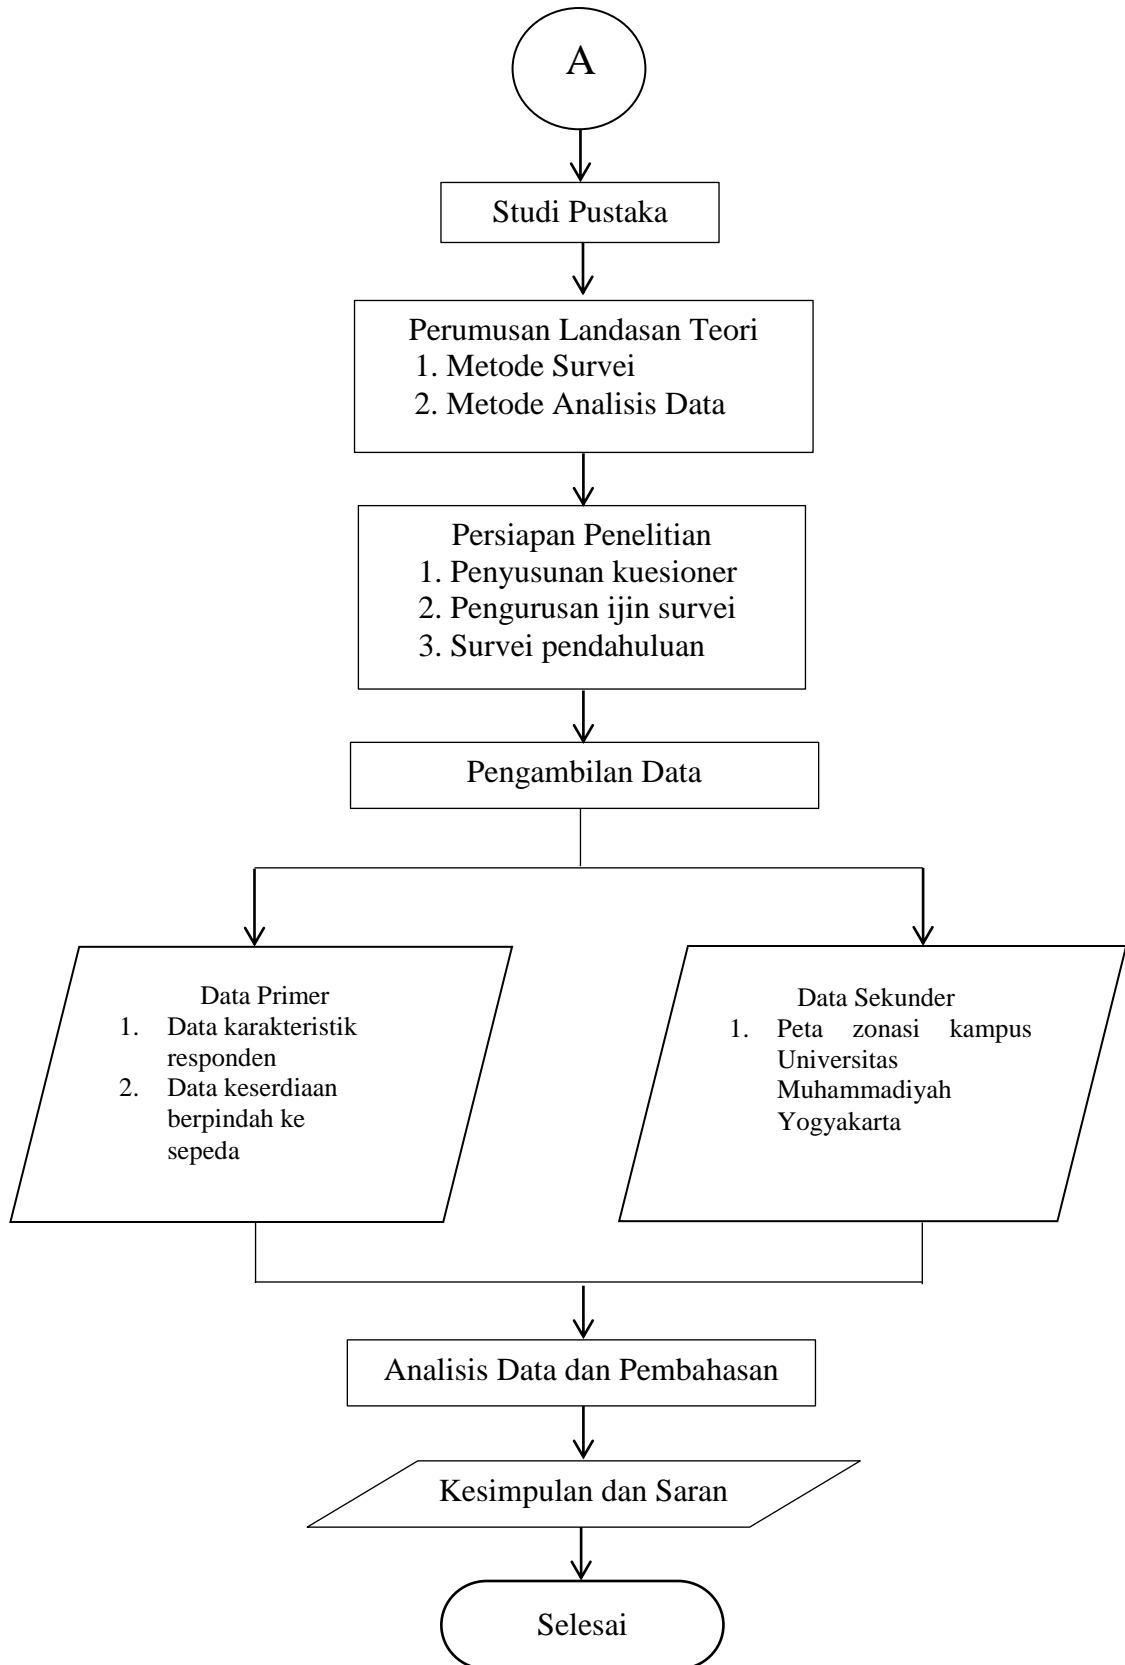 A
Studi Pustaka
Perumusan Landasan Teori
1. Metode Survei
2. Metode Analisis Data
Persiapan Penelitian
1. Penyusunan kuesioner
2. Pengurusan ijin survei
3. Survei pendahuluan
Pengambilan Data
Data Primer
1. Data karakteristik
responden
2. Data keserdiaan
berpindah ke
sepeda
Data Sekunder
1. Peta zonasi kampus
Universitas
Muhammadiyah
Yogyakarta
Analisis Data dan Pembahasan
Kesimpulan dan Saran
Selesai